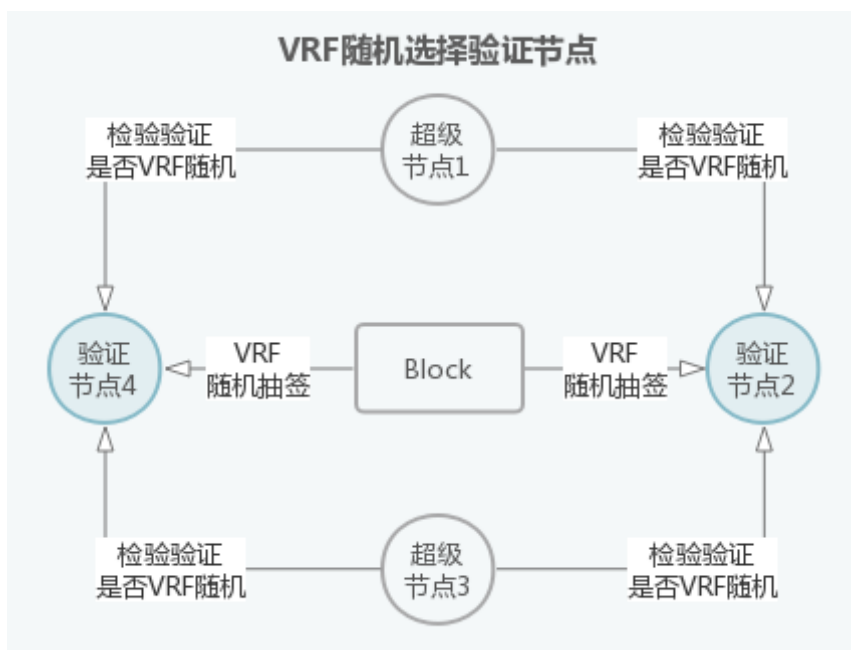 VRF随机选择验证节点
检验验证
是否VRF随机
超级
节点1
检验验证
是否VRF随机
验证
节点4
VRF
随机抽签
Block
VRF
随机抽签
验证
节点2
检验验证
是否VRF随机
超级
节点3
检验验证
是否VRF随机